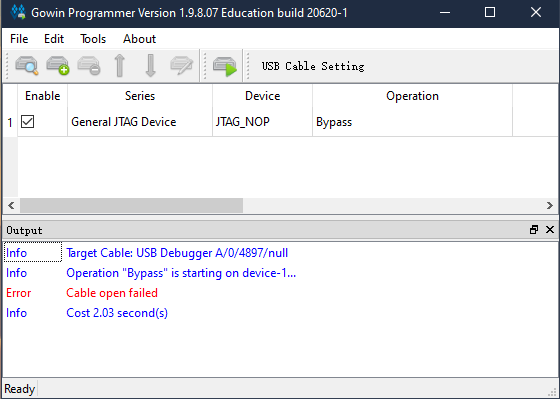 Gowin Programmer Version 1.9.8.07 Education build 20620-1
File Edit Tools About
USB Cable Setting
Enable Series Device Operation
1 General JTAG Device JTAG_NOP Bypass
Output
Info Target Cable: USB Debugger A/0/4897/null
Info Operation "Bypass" is starting on device-1...
Error Cable open failed
Info Cost 2.03 second(s)
Ready